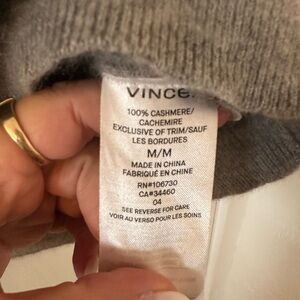 VINCE.
100% CASHMERE/
CACHEMIRE
EXCLUSIVE OF TRIM/SAUF
LES BORDURES
M/M
MADE IN CHINA
FABRIQUÉ EN CHINE
RN#106730
CA#34460
04
SEE REVERSE FOR CARE
VOIR AU VERSO POUR LES SOINS